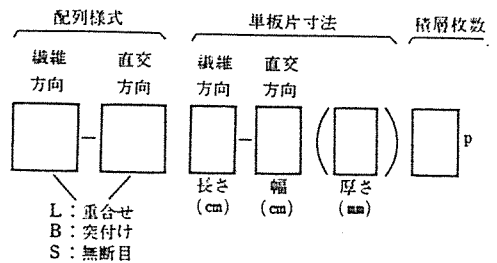 配列様式 単板片寸法 積層枚数
繊維方向 直交方向 繊維方向 直交方向
- - ( ) p
長さ(cm) 幅(cm) 厚さ(mm)
L:重合せ
B:突付け
S:無断目